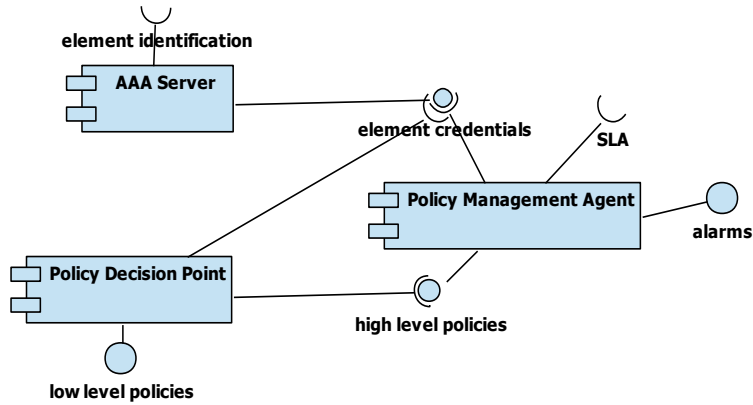 element identification
AAA Server
element credentials
SLA
Policy Management Agent
alarms
Policy Decision Point
high level policies
low level policies